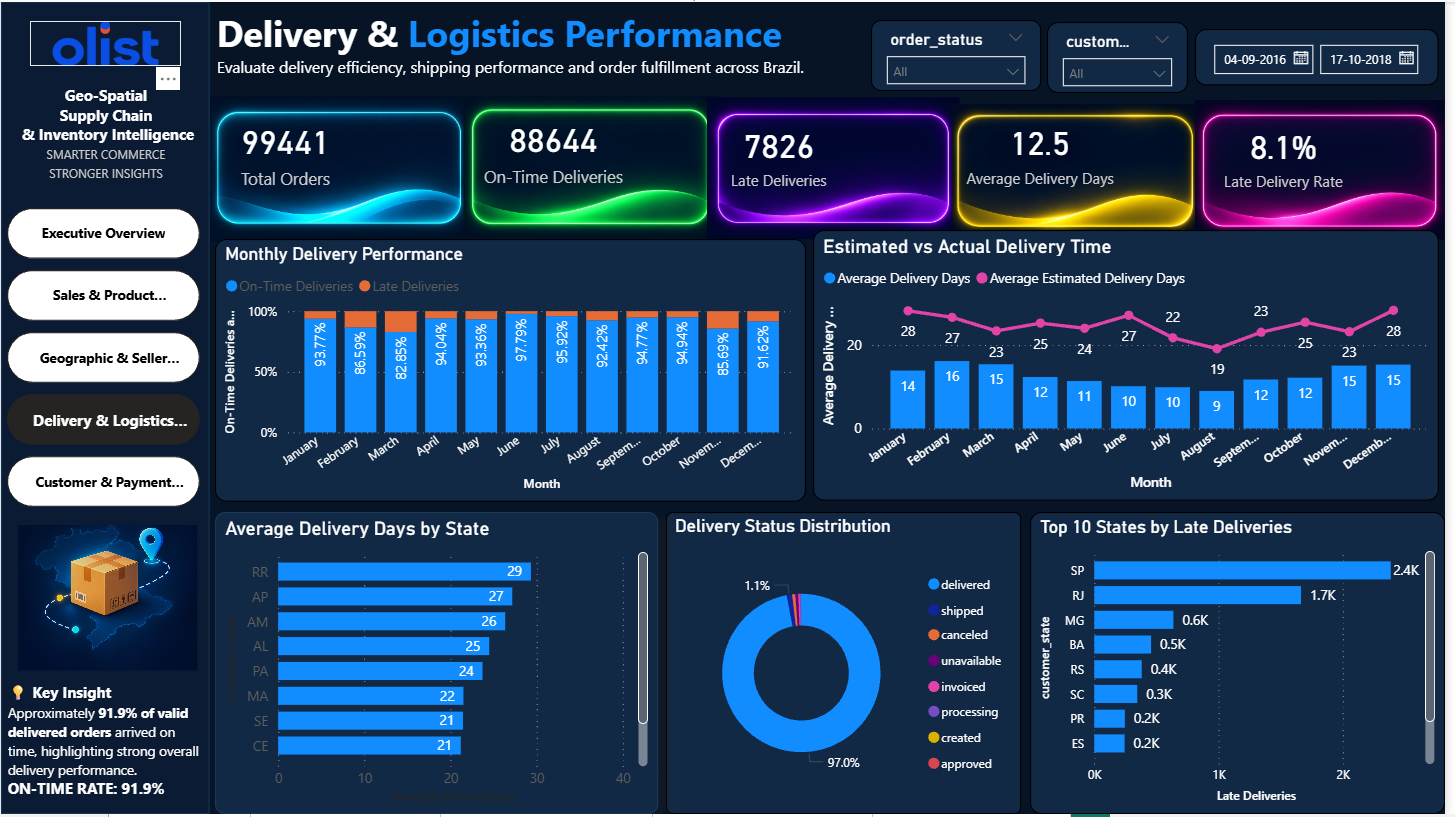 olist
...
Geo-Spatial
Supply Chain
& Inventory Intelligence
SMARTER COMMERCE
STRONGER INSIGHTS
Executive Overview
Sales & Product...
Geographic & Seller...
Delivery & Logistics...
Customer & Payment...
Key Insight
Approximately 91.9% of valid
delivered orders arrived on
time, highlighting strong overall
delivery performance.
ON-TIME RATE: 91.9%
Delivery & Logistics Performance
Evaluate delivery efficiency, shipping performance and order fulfillment across Brazil.
order_status
All
custom...
All
04-09-2016
17-10-2018
99441
Total Orders
88644
On-Time Deliveries
7826
Late Deliveries
12.5
Average Delivery Days
8.1%
Late Delivery Rate
Monthly Delivery Performance
On-Time Deliveries Late Deliveries
On-Time Deliveries a...
100%
50%
0%
93.77% 86.59% 82.85% 94.04% 93.36% 97.79% 95.92% 92.42% 94.77% 94.94% 85.69% 91.62%
January February March April May June July August Septem... October Novem... Decem...
Month
Estimated vs Actual Delivery Time
Average Delivery Days Average Estimated Delivery Days
Average Delivery ...
20
0
28 27 23 25 24 27 22 19 23 25 23 28
14 16 15 12 11 10 10 9 12 12 15 15
January February March April May June July August Septem... October Novem... Decemb...
Month
Average Delivery Days by State
RR 29
AP 27
AM 26
AL 25
PA 24
MA 22
SE 21
CE 21
0 10 20 30 40
Delivery Status Distribution
1.1%
97.0%
delivered
shipped
canceled
unavailable
invoiced
processing
created
approved
Top 10 States by Late Deliveries
customer_state
SP 2.4K
RJ 1.7K
MG 0.6K
BA 0.5K
RS 0.4K
SC 0.3K
PR 0.2K
ES 0.2K
0K 1K 2K
Late Deliveries